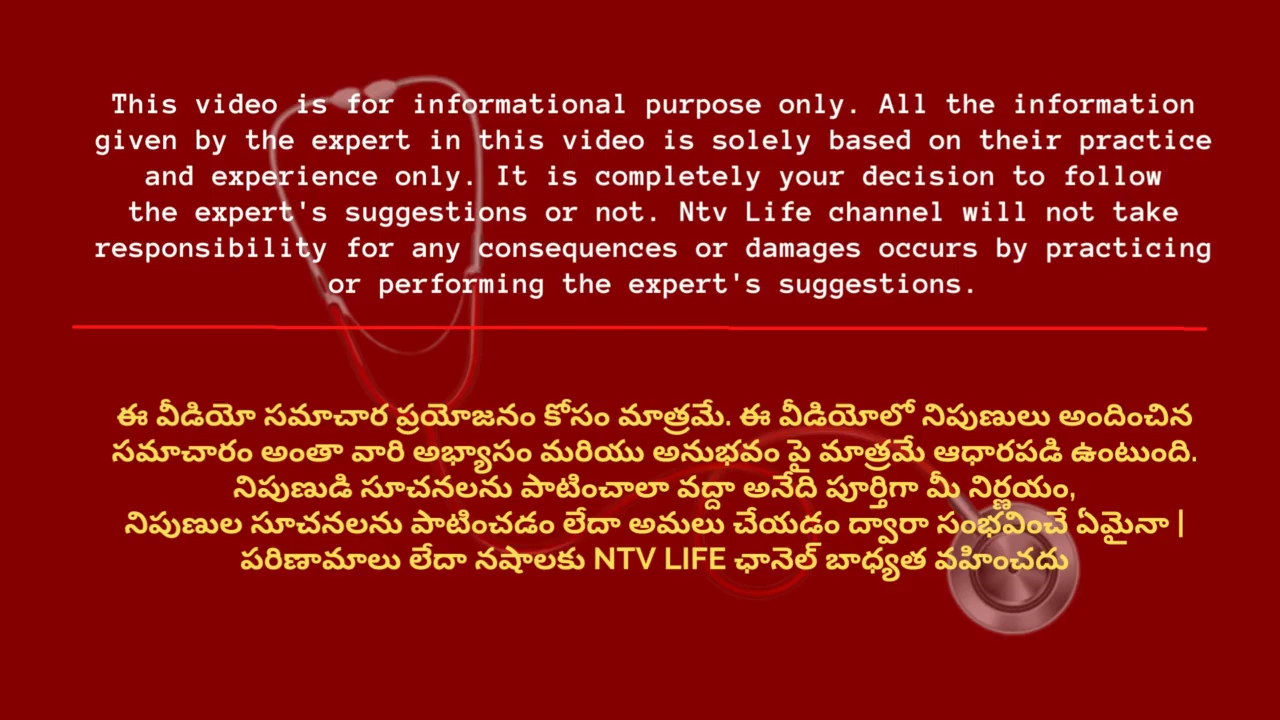 This video is for informational purpose only. All the information
given by the expert in this video is solely based on their practice
and experience only. It is completely your decision to follow
the expert's suggestions or not. Ntv Life channel will not take
responsibility for any consequences or damages occurs by practicing
or performing the expert's suggestions.
ఈ వీడియో సమాచార ప్రయోజనం కోసం మాత్రమే. ఈ వీడియోలో నిపుణులు అందించిన
సమాచారం అంతా వారి అభ్యాసం మరియు అనుభవం పై మాత్రమే ఆధారపడి ఉంటుంది.
నిపుణుడి సూచనలను పాటించాలా వద్దా అనేది పూర్తిగా మీ నిర్ణయం,
నిపుణుల సూచనలను పాటించడం లేదా అమలు చేయడం ద్వారా సంభవించే ఏమైనా |
పరిణామాలు లేదా నషాలకు NTV LIFE ఛానెల్ బాధ్యత వహించదు